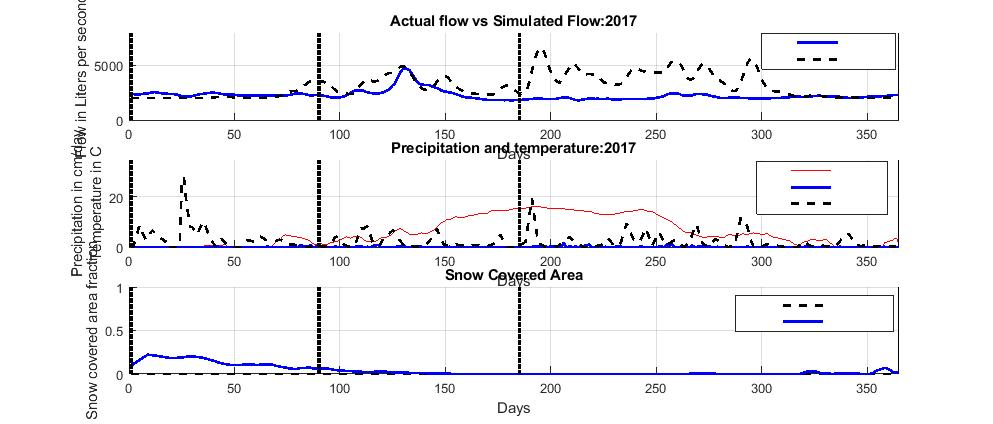 Actual flow vs Simulated Flow:2017
Flow in Liters per second
5000
0
0 50 100 150 200 250 300 350
Days
Precipitation and temperature:2017
Precipitation in cm/day
Temperature in C
20
0
0 50 100 150 200 250 300 350
Days
Snow Covered Area
Snow covered area fraction
1
0.5
0
0 50 100 150 200 250 300 350
Days